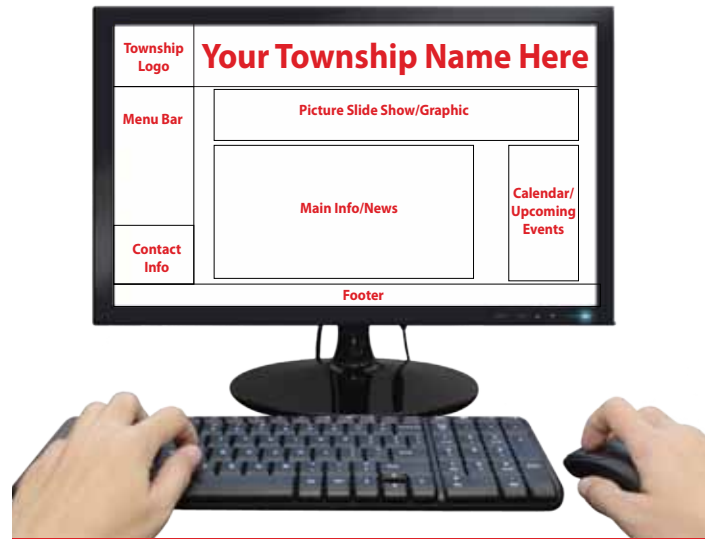 Township
Logo
Your Township Name Here
Menu Bar
Picture Slide Show/Graphic
Main Info/News
Calendar/
Upcoming
Events
Contact
Info
Footer